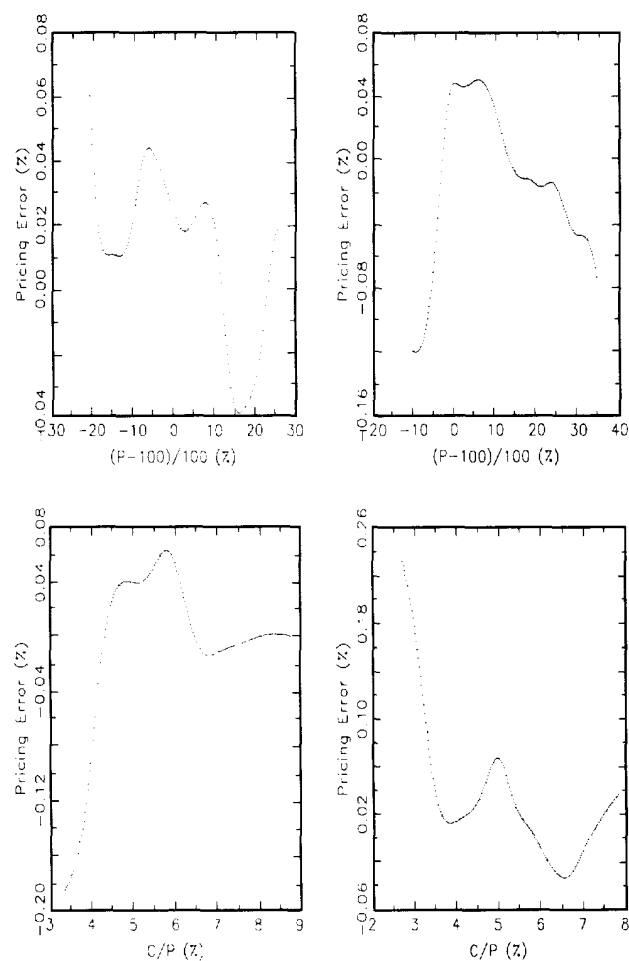 Pricing Error (%)
0.08
0.06
0.04
0.02
0.00
-0.04
-30 -20 -10 0 10 20 30
(P-100)/100 (%)
Pricing Error (%)
0.08
0.04
0.00
-0.08
-0.16
-20 -10 0 10 20 30 40
(P-100)/100 (%)
Pricing Error (%)
0.08
0.04
-0.04
-0.12
-0.20
3 4 5 6 7 8 9
C/P (%)
Pricing Error (%)
0.26
0.18
0.10
0.02
-0.06
2 3 4 5 6 7 8
C/P (%)